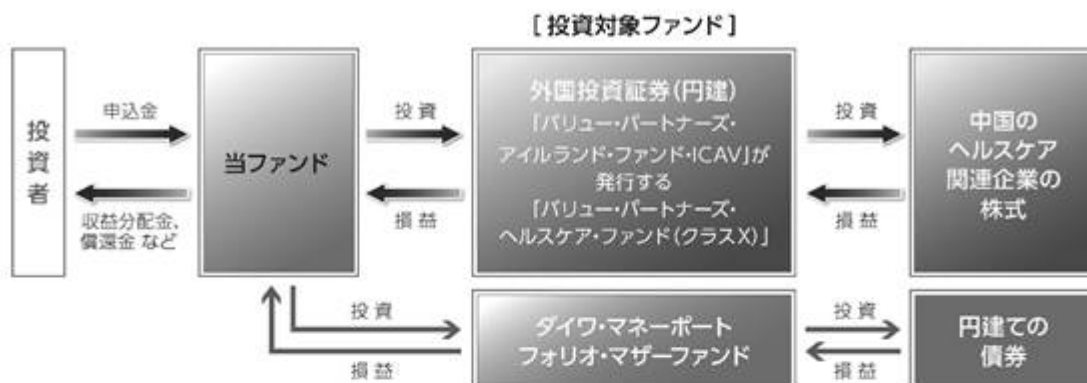 [投資対象ファンド]
投資者
申込金
収益分配金、
償還金 など
当ファンド
投資
損益
外国投資証券(円建)
「バリュー・パートナーズ・
アイルランド・ファンド・ICAV」が
発行する
「バリュー・パートナーズ・
ヘルスケア・ファンド(クラスX)」
投資
損益
中国の
ヘルスケア
関連企業の
株式
投資
損益
ダイワ・マネーポート
フォリオ・マザーファンド
投資
損益
円建ての
債券